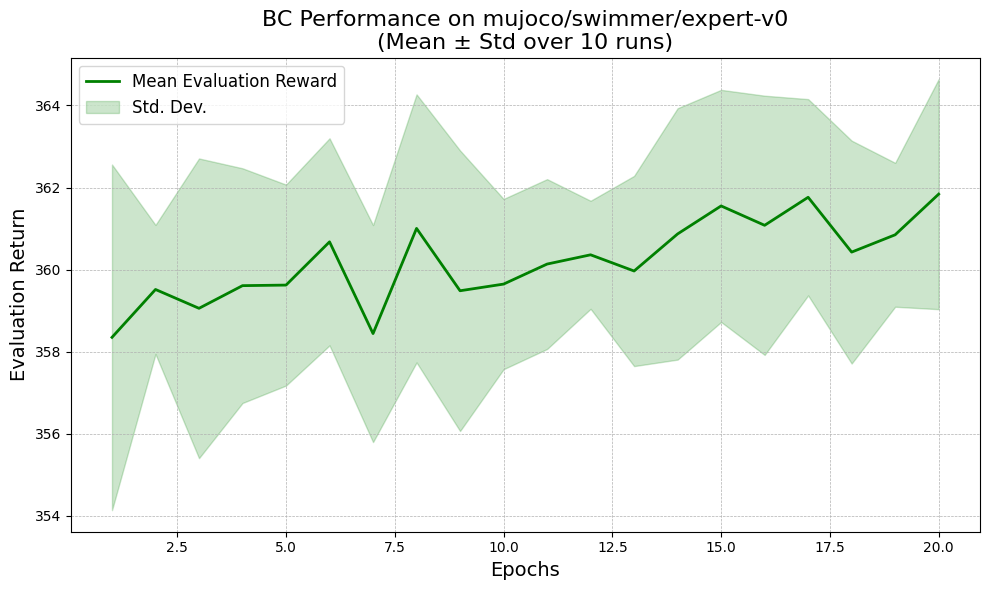 BC Performance on mujoco/swimmer/expert-v0
(Mean ± Std over 10 runs)
Mean Evaluation Reward
Std. Dev.
Evaluation Return
364
362
360
358
356
354
2.5 5.0 7.5 10.0 12.5 15.0 17.5 20.0
Epochs